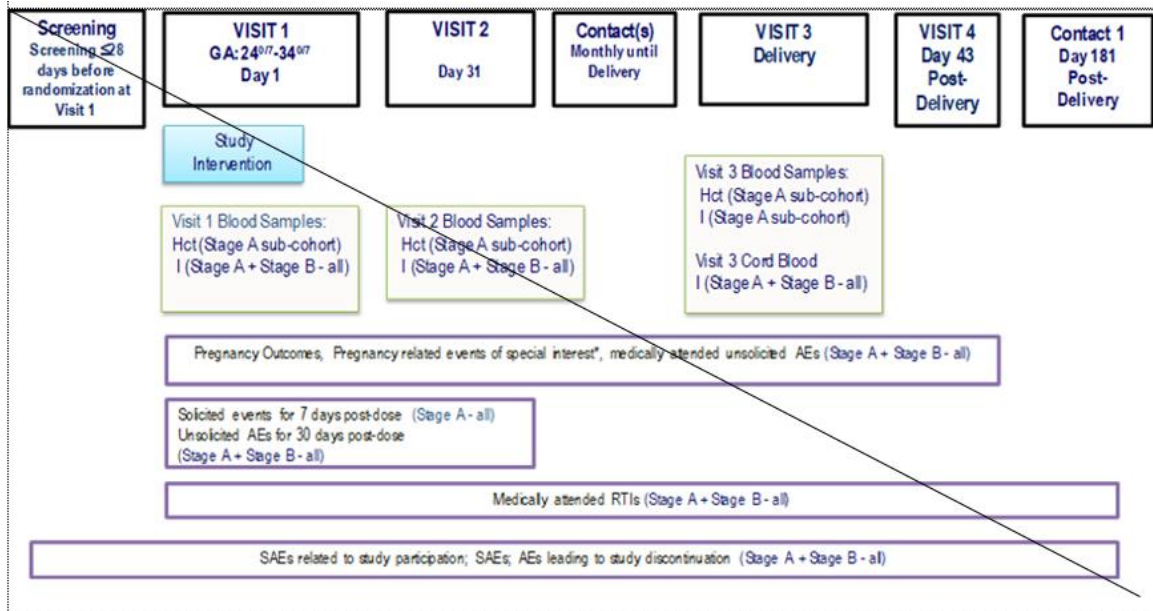 Screening
Screening ≤28
days before
randomization at
Visit 1
VISIT 1
GA: 24⁰ᐟ⁷-34⁰ᐟ⁷
Day 1
VISIT 2
Day 31
Contact(s)
Monthly until
Delivery
VISIT 3
Delivery
VISIT 4
Day 43
Post-
Delivery
Contact 1
Day 181
Post-
Delivery
Study
Intervention
Visit 1 Blood Samples:
Hct (Stage A sub-cohort)
I (Stage A + Stage B - all)
Visit 2 Blood Samples:
Hct (Stage A sub-cohort)
I (Stage A + Stage B - all)
Visit 3 Blood Samples:
Hct (Stage A sub-cohort)
I (Stage A sub-cohort)
Visit 3 Cord Blood
I (Stage A + Stage B - all)
Pregnancy Outcomes, Pregnancy related events of special interest*, medically attended unsolicited AEs (Stage A + Stage B - all)
Solicited events for 7 days post-dose (Stage A - all)
Unsolicited AEs for 30 days post-dose
(Stage A + Stage B - all)
Medically attended RTIs (Stage A + Stage B - all)
SAEs related to study participation; SAEs; AEs leading to study discontinuation (Stage A + Stage B - all)